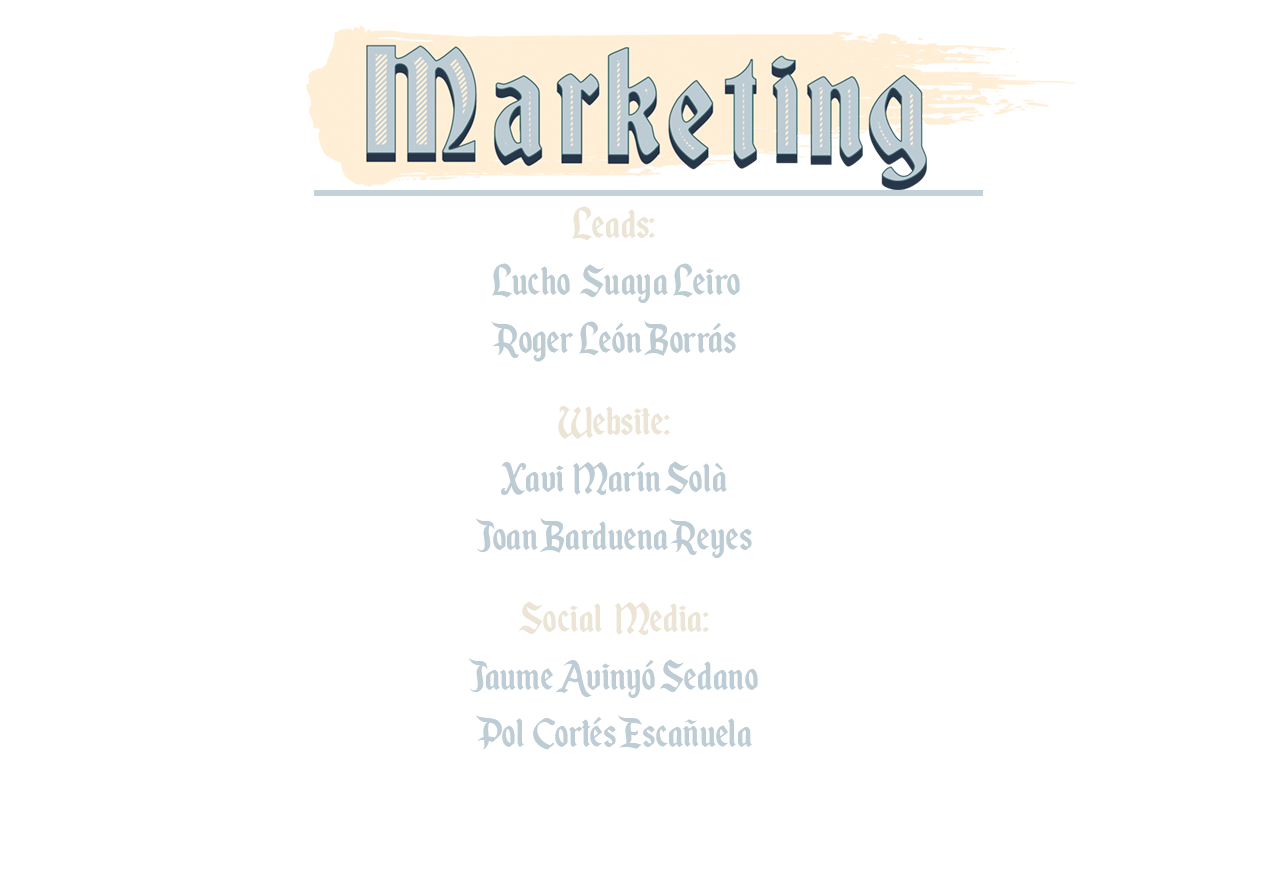 Marketing
Leads:
Lucho Suaya Leiro
Roger León Borrás
Website:
Xavi Marín Solà
Joan Barduena Reyes
Social Media:
Jaume Avinyó Sedano
Pol Cortés Escañuela